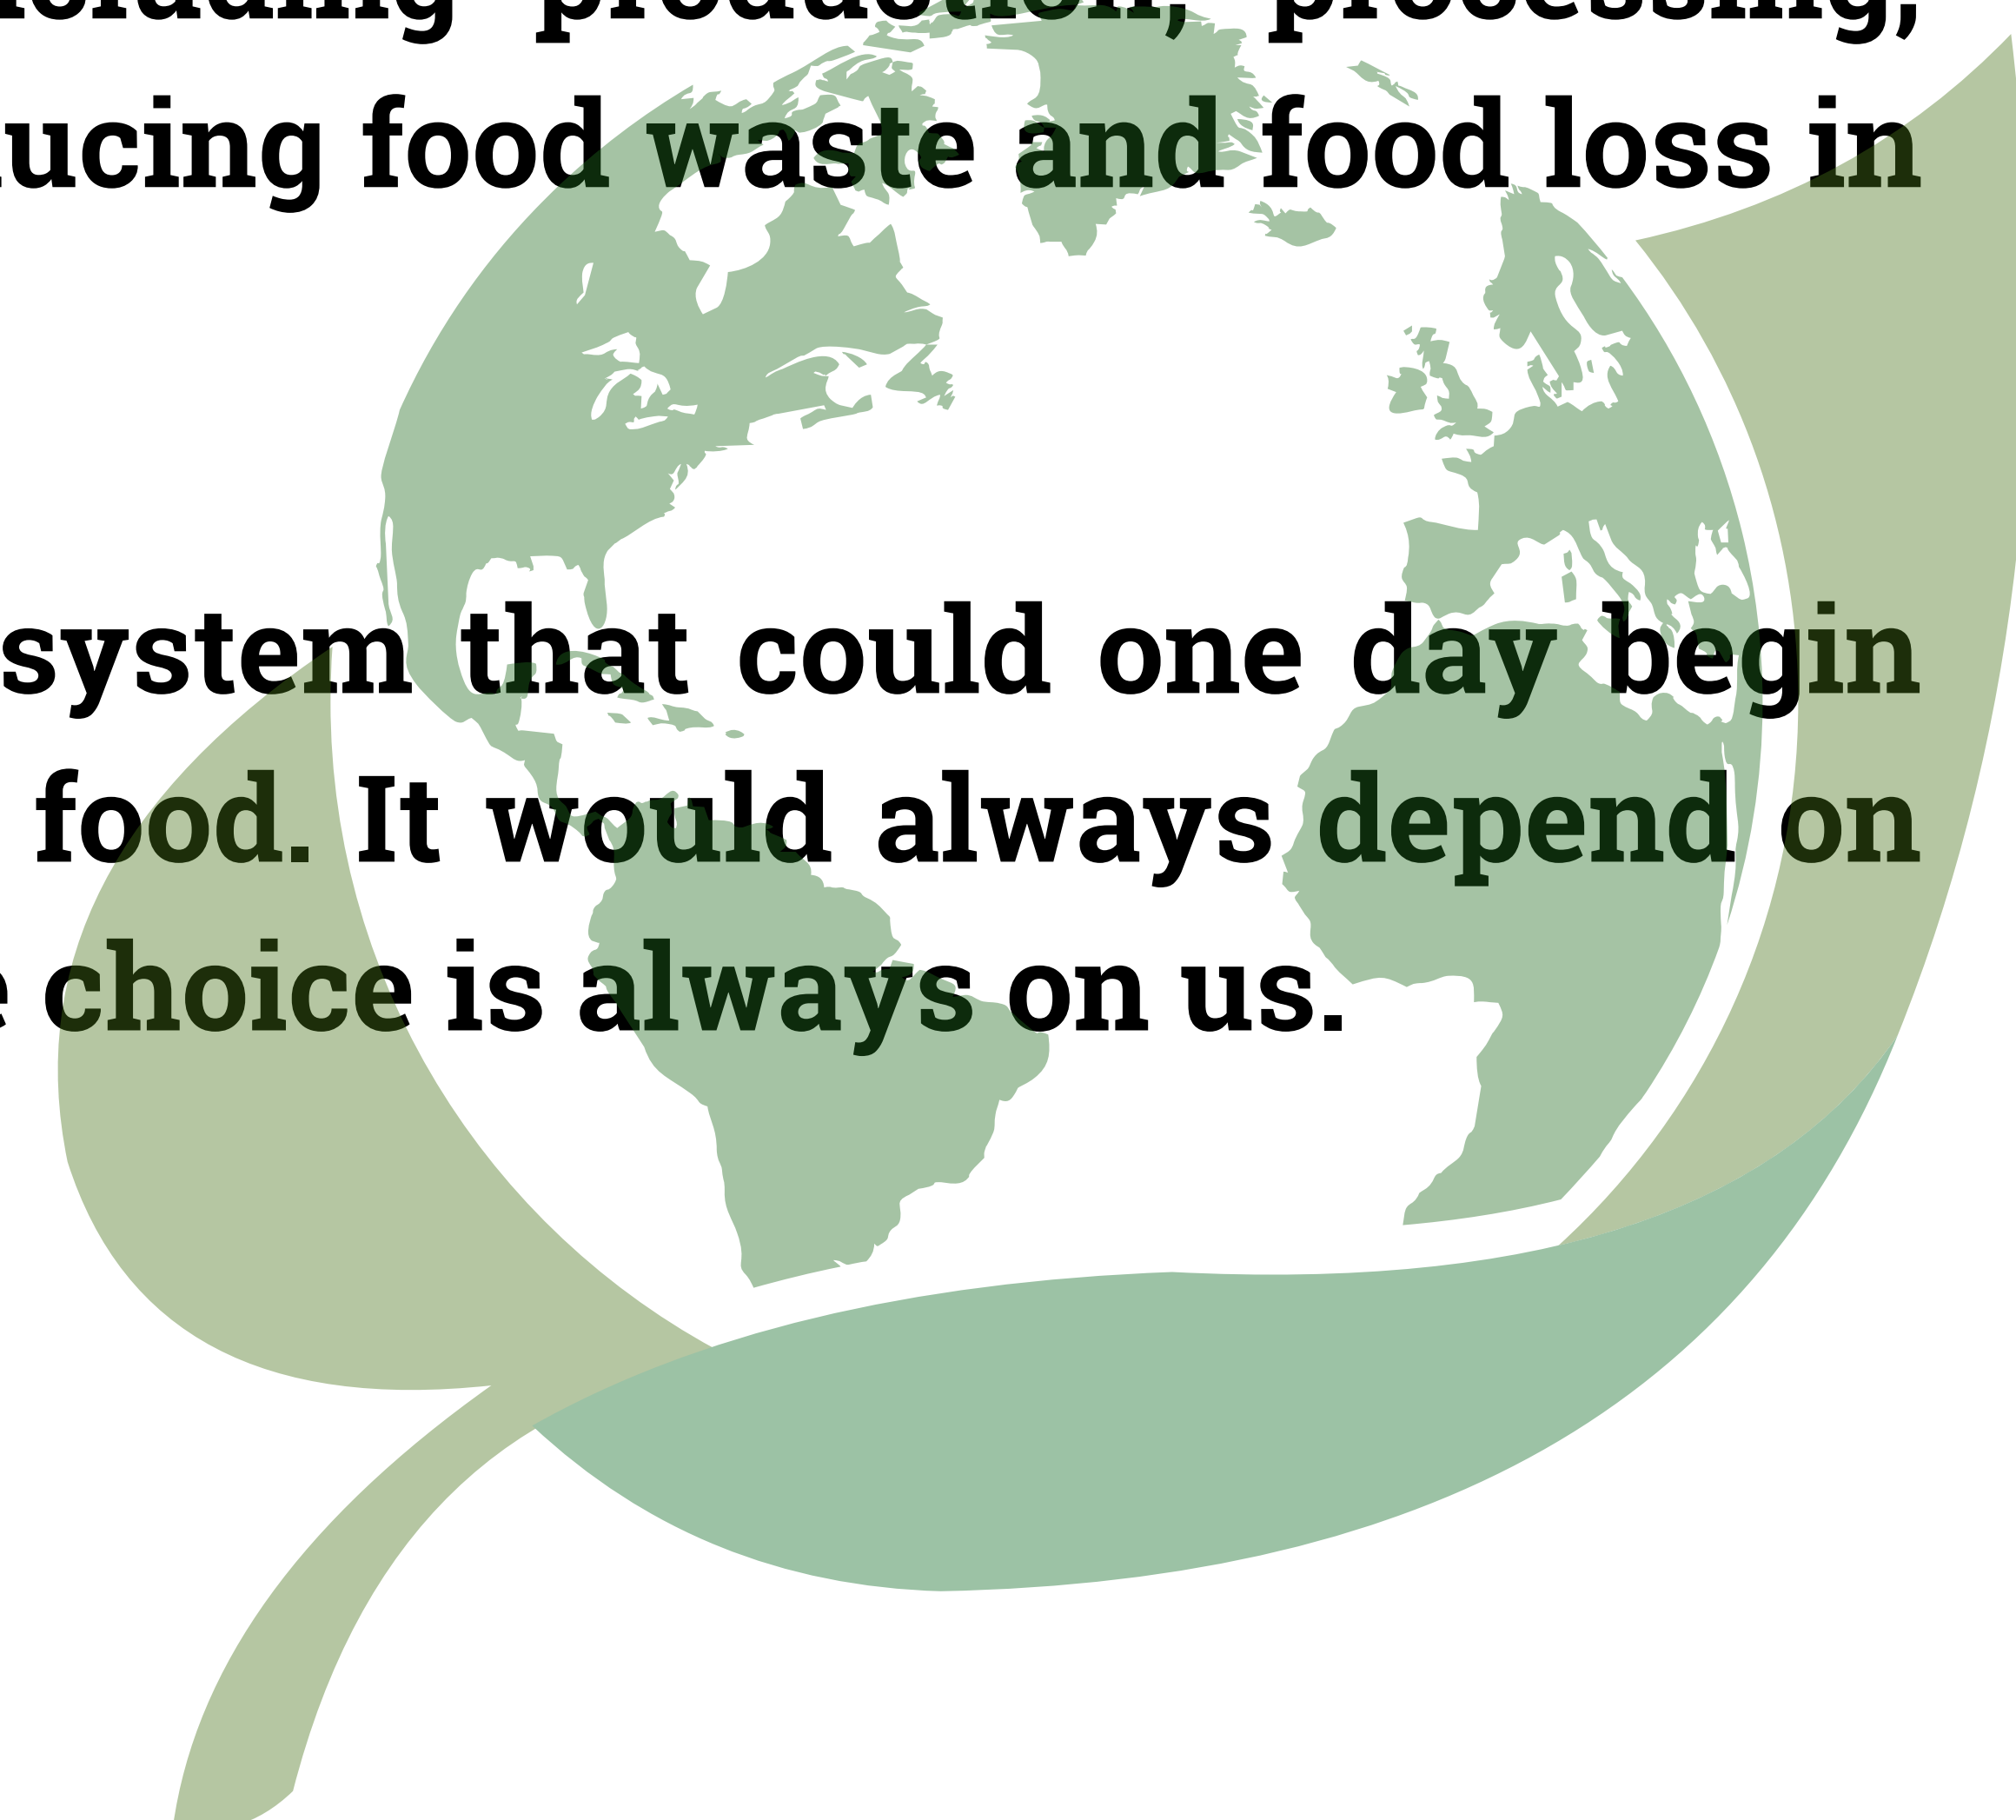 production, processing,
food waste and food loss in
system that could one day begin
food. It would always depend on
choice is always on us.